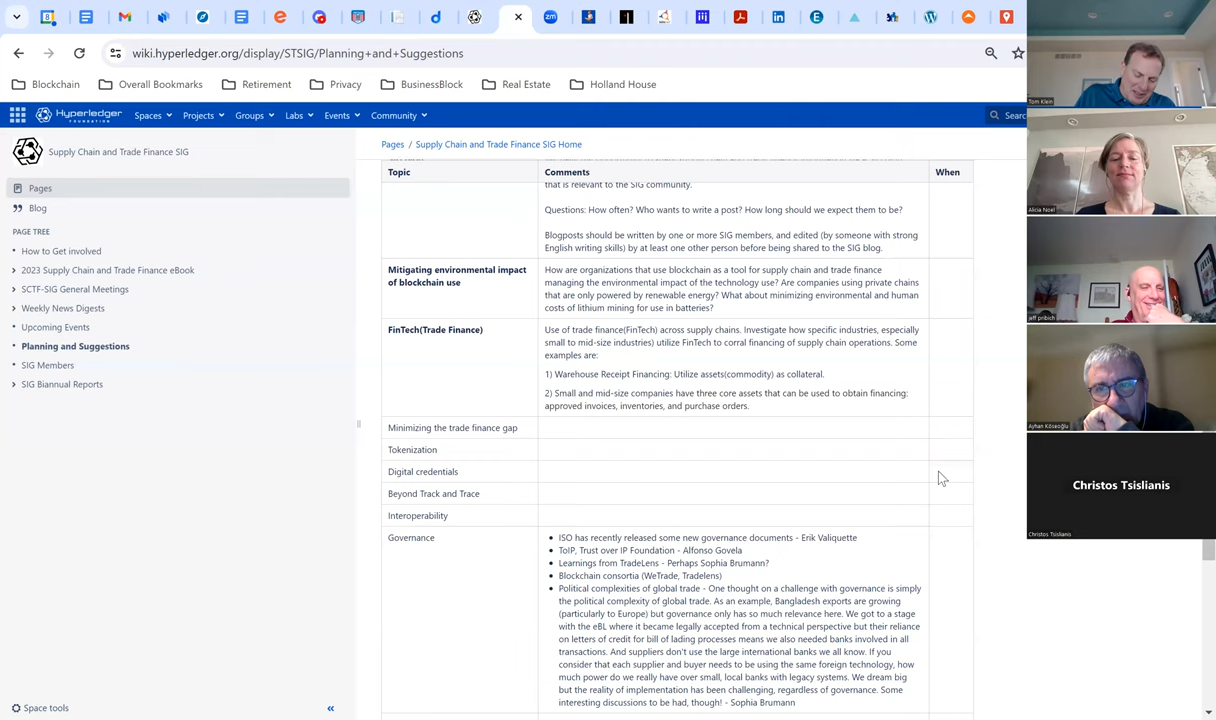 wiki.hyperledger.org/display/STSIG/Planning+and+Suggestions
Blockchain
Overall Bookmarks
Retirement
Privacy
BusinessBlock
Real Estate
Holland House
Hyperledger
FOUNDATION
Spaces
Projects
Groups
Labs
Events
Community
Sear
Supply Chain and Trade Finance SIG
Pages
Blog
PAGE TREE
How to Get involved
2023 Supply Chain and Trade Finance eBook
SCTF-SIG General Meetings
Weekly News Digests
Upcoming Events
Planning and Suggestions
SIG Members
SIG Biannual Reports
Space tools
Pages / Supply Chain and Trade Finance SIG Home
Topic
Comments
When
that is relevant to the SIG community.
Questions: How often? Who wants to write a post? How long should we expect them to be?
Blogposts should be written by one or more SIG members, and edited (by someone with strong
English writing skills) by at least one other person before being shared to the SIG blog.
Mitigating environmental impact
of blockchain use
How are organizations that use blockchain as a tool for supply chain and trade finance
managing the environmental impact of the technology use? Are companies using private chains
that are only powered by renewable energy? What about minimizing environmental and human
costs of lithium mining for use in batteries?
FinTech(Trade Finance)
Use of trade finance(FinTech) across supply chains. Investigate how specific industries, especially
small to mid-size industries) utilize FinTech to corral financing of supply chain operations. Some
examples are:
1) Warehouse Receipt Financing: Utilize assets(commodity) as collateral.
2) Small and mid-size companies have three core assets that can be used to obtain financing:
approved invoices, inventories, and purchase orders.
Minimizing the trade finance gap
Tokenization
Digital credentials
Beyond Track and Trace
Interoperability
Governance
ISO has recently released some new governance documents - Erik Valiquette
ToIP, Trust over IP Foundation - Alfonso Govela
Learnings from TradeLens - Perhaps Sophia Brumann?
Blockchain consortia (WeTrade, Tradelens)
Political complexities of global trade - One thought on a challenge with governance is simply
the political complexity of global trade. As an example, Bangladesh exports are growing
(particularly to Europe) but governance only has so much relevance here. We got to a stage
with the eBL where it became legally accepted from a technical perspective but their reliance
on letters of credit for bill of lading processes means we also needed banks involved in all
transactions. And suppliers don't use the large international banks we all know. If you
consider that each supplier and buyer needs to be using the same foreign technology, how
much power do we really have over small, local banks with legacy systems. We dream big
but the reality of implementation has been challenging, regardless of governance. Some
interesting discussions to be had, though! - Sophia Brumann
Tom Klein
Alicia Noel
jeff pribich
Ayhan Köseoğlu
Christos Tsislianis
Christos Tsislianis